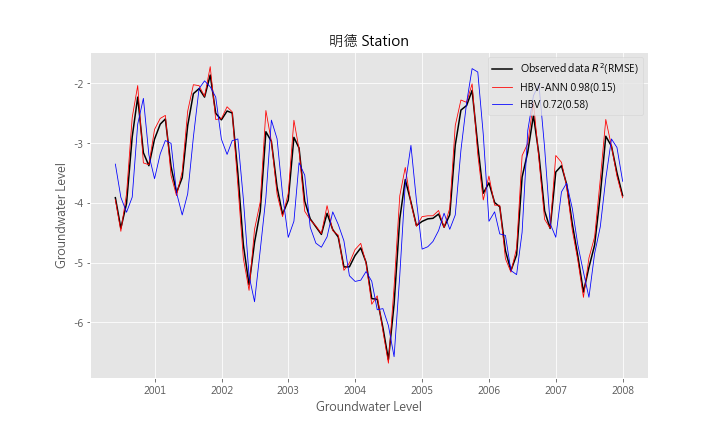 明德 Station
Observed data R²(RMSE)
HBV-ANN 0.98(0.15)
HBV 0.72(0.58)
Groundwater Level
-2
-3
-4
-5
-6
2001 2002 2003 2004 2005 2006 2007 2008
Groundwater Level